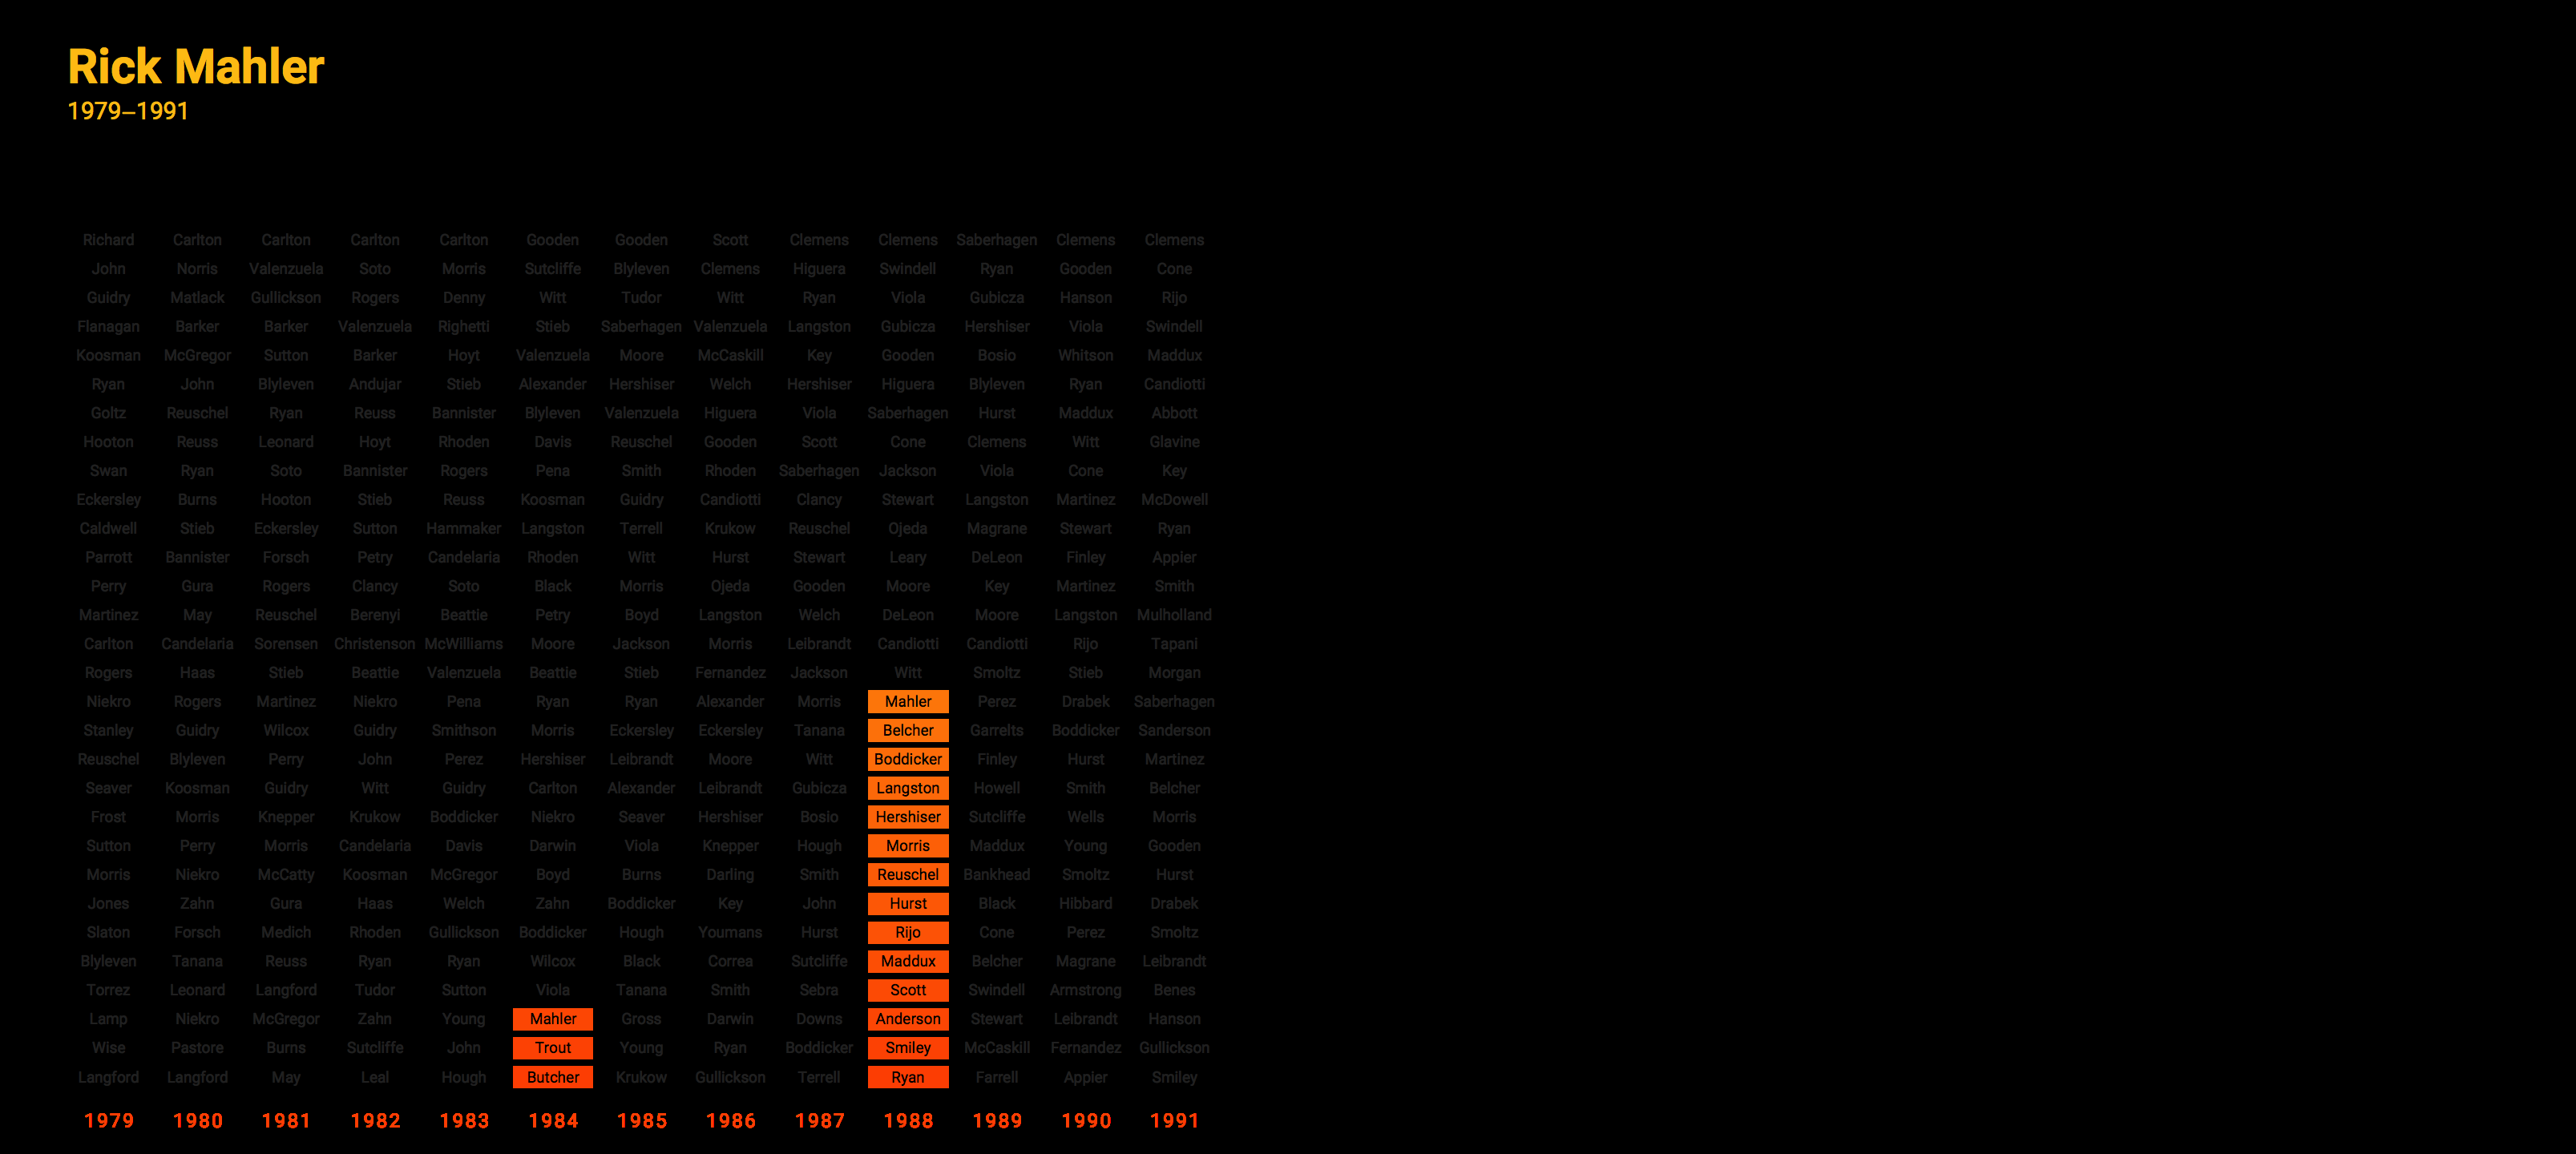 Rick Mahler
1979–1991
Richard Carlton Carlton Carlton Carlton Gooden Gooden Scott Clemens Clemens Saberhagen Clemens Clemens
John Norris Valenzuela Soto Morris Sutcliffe Blyleven Clemens Higuera Swindell Ryan Gooden Cone
Guidry Matlack Gullickson Rogers Denny Witt Tudor Witt Ryan Viola Gubicza Hanson Rijo
Flanagan Barker Barker Valenzuela Righetti Stieb Saberhagen Valenzuela Langston Gubicza Hershiser Viola Swindell
Koosman McGregor Sutton Barker Hoyt Valenzuela Moore McCaskill Key Gooden Bosio Whitson Maddux
Ryan John Blyleven Andujar Stieb Alexander Hershiser Welch Hershiser Higuera Blyleven Ryan Candiotti
Goltz Reuschel Ryan Reuss Bannister Blyleven Valenzuela Higuera Viola Saberhagen Hurst Maddux Abbott
Hooton Reuss Leonard Hoyt Rhoden Davis Reuschel Gooden Scott Cone Clemens Witt Glavine
Swan Ryan Soto Bannister Rogers Pena Smith Rhoden Saberhagen Jackson Viola Cone Key
Eckersley Burns Hooton Stieb Reuss Koosman Guidry Candiotti Clancy Stewart Langston Martinez McDowell
Caldwell Stieb Eckersley Sutton Hammaker Langston Terrell Krukow Reuschel Ojeda Magrane Stewart Ryan
Parrott Bannister Forsch Petry Candelaria Rhoden Witt Hurst Stewart Leary DeLeon Finley Appier
Perry Gura Rogers Clancy Soto Black Morris Ojeda Gooden Moore Key Martinez Smith
Martinez May Reuschel Berenyi Beattie Petry Boyd Langston Welch DeLeon Moore Langston Mulholland
Carlton Candelaria Sorensen Christenson McWilliams Moore Jackson Morris Leibrandt Candiotti Candiotti Rijo Tapani
Rogers Haas Stieb Beattie Valenzuela Beattie Stieb Fernandez Jackson Witt Smoltz Stieb Morgan
Niekro Rogers Martinez Niekro Pena Ryan Ryan Alexander Morris Mahler Perez Drabek Saberhagen
Stanley Guidry Wilcox Guidry Smithson Morris Eckersley Eckersley Tanana Belcher Garrelts Boddicker Sanderson
Reuschel Blyleven Perry John Perez Hershiser Leibrandt Moore Witt Boddicker Finley Hurst Martinez
Seaver Koosman Guidry Witt Guidry Carlton Alexander Leibrandt Gubicza Langston Howell Smith Belcher
Frost Morris Knepper Krukow Boddicker Niekro Seaver Hershiser Bosio Hershiser Sutcliffe Wells Morris
Sutton Perry Morris Candelaria Davis Darwin Viola Knepper Hough Morris Maddux Young Gooden
Morris Niekro McCatty Koosman McGregor Boyd Burns Darling Smith Reuschel Bankhead Smoltz Hurst
Jones Zahn Gura Haas Welch Zahn Boddicker Key John Hurst Black Hibbard Drabek
Slaton Forsch Medich Rhoden Gullickson Boddicker Hough Youmans Hurst Rijo Cone Perez Smoltz
Blyleven Tanana Reuss Ryan Ryan Wilcox Black Correa Sutcliffe Maddux Belcher Magrane Leibrandt
Torrez Leonard Langford Tudor Sutton Viola Tanana Smith Sebra Scott Swindell Armstrong Benes
Lamp Niekro McGregor Zahn Young Mahler Gross Darwin Downs Anderson Stewart Leibrandt Hanson
Wise Pastore Burns Sutcliffe John Trout Young Ryan Boddicker Smiley McCaskill Fernandez Gullickson
Langford Langford May Leal Hough Butcher Krukow Gullickson Terrell Ryan Farrell Appier Smiley
1979 1980 1981 1982 1983 1984 1985 1986 1987 1988 1989 1990 1991